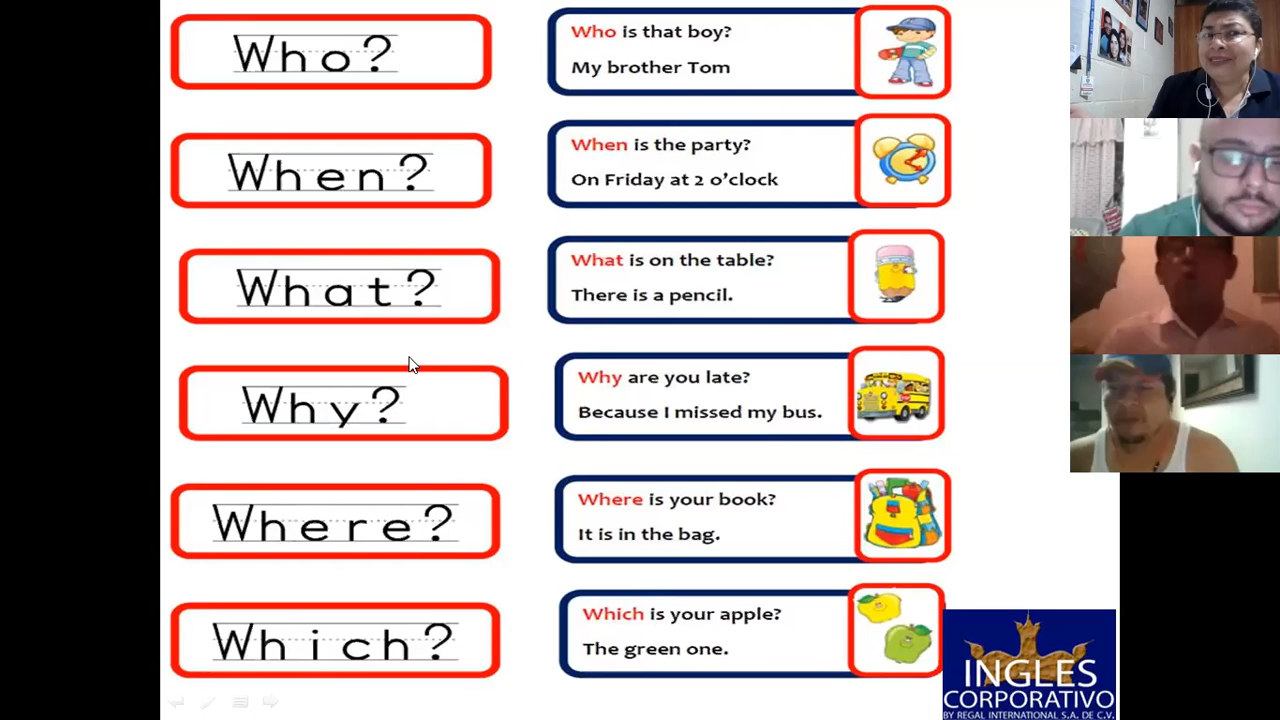 Who?
Who is that boy?
My brother Tom
When?
When is the party?
On Friday at 2 o'clock
What?
What is on the table?
There is a pencil.
Why?
Why are you late?
Because I missed my bus.
Where?
Where is your book?
It is in the bag.
Which?
Which is your apple?
The green one.
INGLES
CORPORATIVO
BY REGAL INTERNATIONAL S.A. DE C.V.